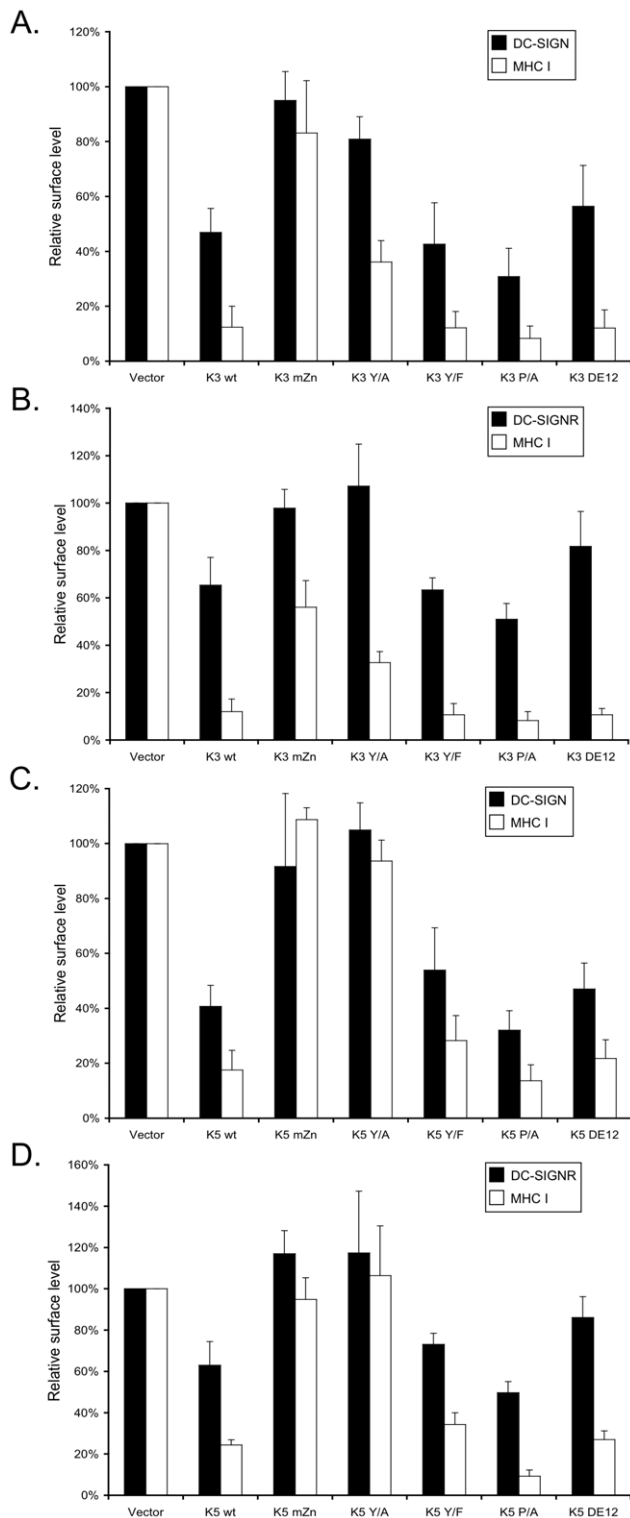 A.
120%
100%
80%
60%
40%
20%
0%
Relative surface level
DC-SIGN
MHC I
Vector K3 wt K3 mZn K3 Y/A K3 Y/F K3 P/A K3 DE12
B.
140%
120%
100%
80%
60%
40%
20%
0%
Relative surface level
DC-SIGNR
MHC I
Vector K3 wt K3 mZn K3 Y/A K3 Y/F K3 P/A K3 DE12
C.
120%
100%
80%
60%
40%
20%
0%
Relative surface level
DC-SIGN
MHC I
Vector K5 wt K5 mZn K5 Y/A K5 Y/F K5 P/A K5 DE12
D.
160%
140%
120%
100%
80%
60%
40%
20%
0%
Relative surface level
DC-SIGNR
MHC I
Vector K5 wt K5 mZn K5 Y/A K5 Y/F K5 P/A K5 DE12